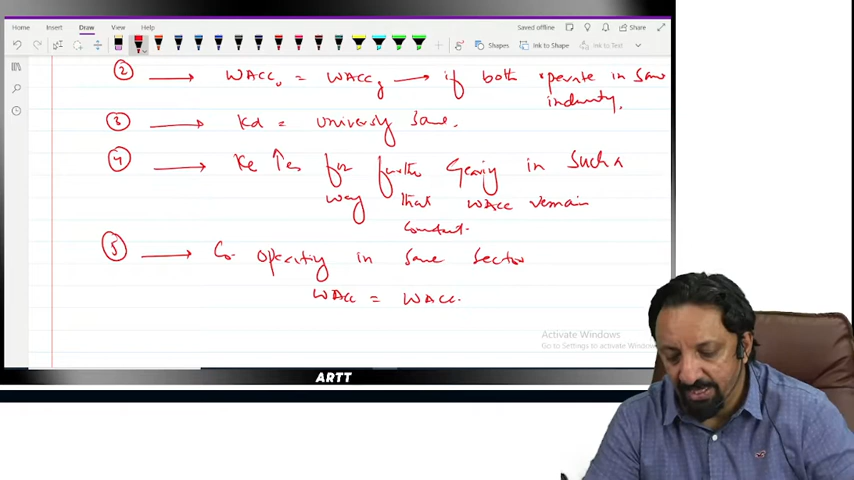 Home Insert Draw View Help
Saved offline
Share
Shapes Ink to Shape Ink to Text
② → WACCu = WACCg → if both operate in same
industry.
③ → Kd = University Same.
④ → Ke ↑es for further Gearing in Such a
way that WACC remain
constant.
⑤ → Co. operating in Same Sector
WACC = WACC.
Activate Windows
Go to Settings to activate Windows
ARTT